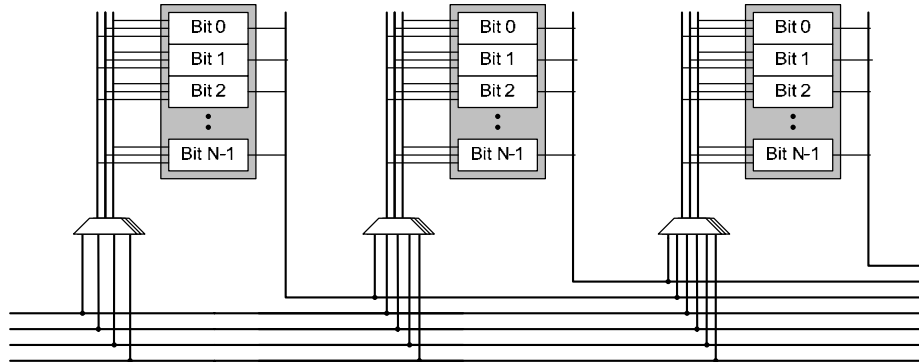 Bit 0 Bit 0 Bit 0
Bit 1 Bit 1 Bit 1
Bit 2 Bit 2 Bit 2
Bit N-1 Bit N-1 Bit N-1